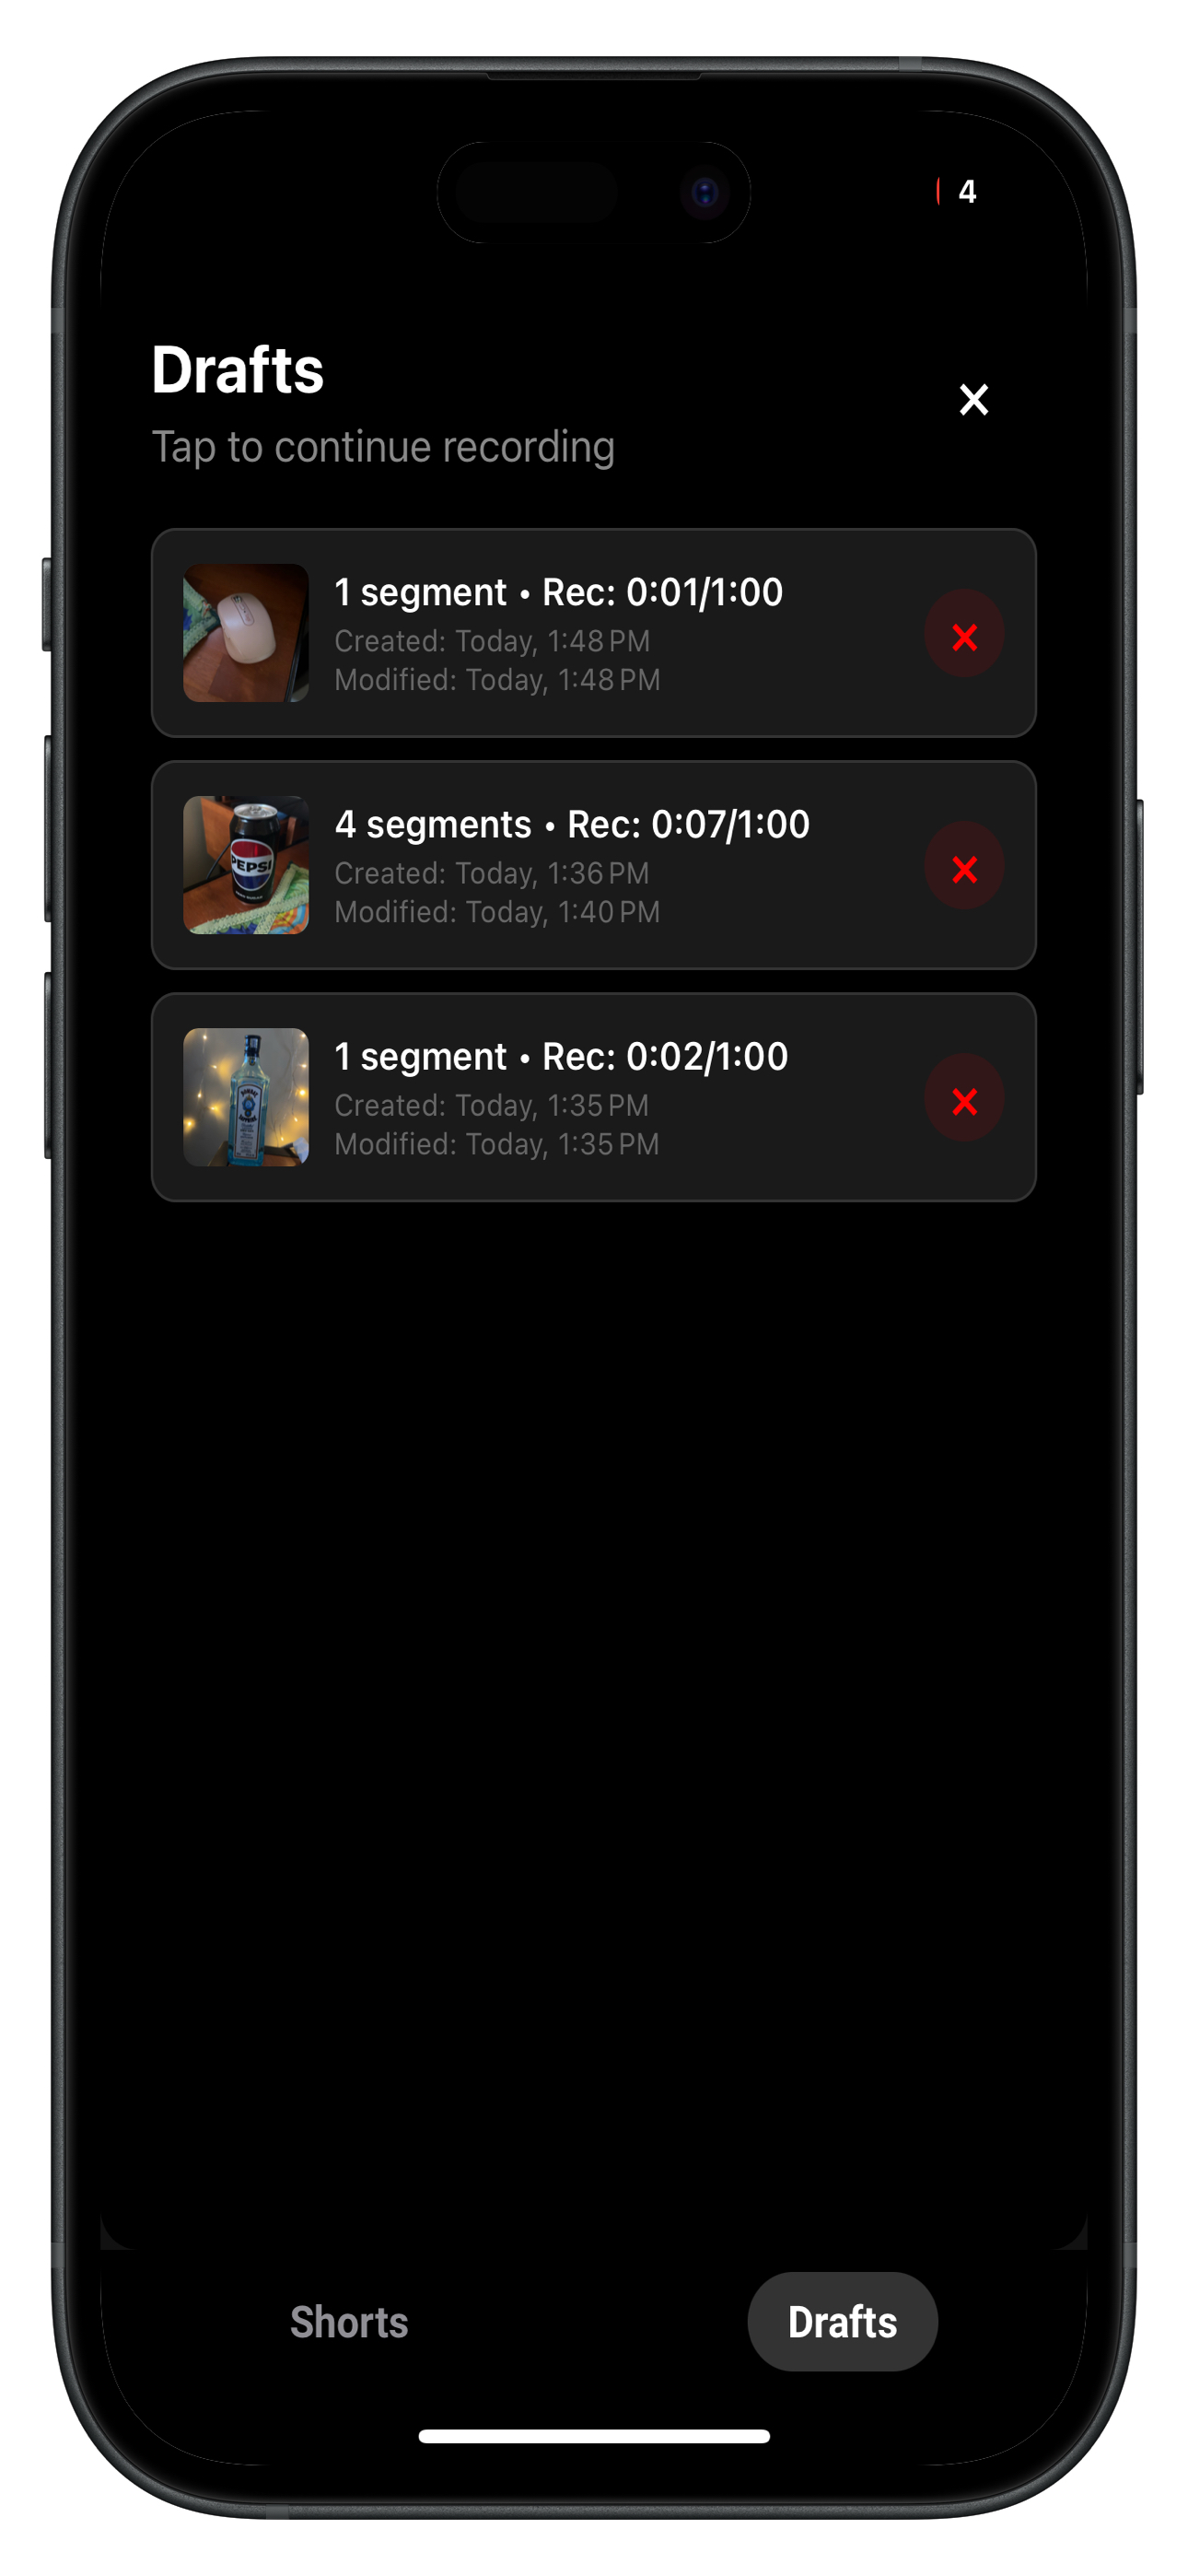 4
Drafts
×
Tap to continue recording
1 segment • Rec: 0:01/1:00
Created: Today, 1:48 PM
Modified: Today, 1:48 PM
×
PEPSI
4 segments • Rec: 0:07/1:00
Created: Today, 1:36 PM
Modified: Today, 1:40 PM
×
1 segment • Rec: 0:02/1:00
Created: Today, 1:35 PM
Modified: Today, 1:35 PM
×
Shorts
Drafts